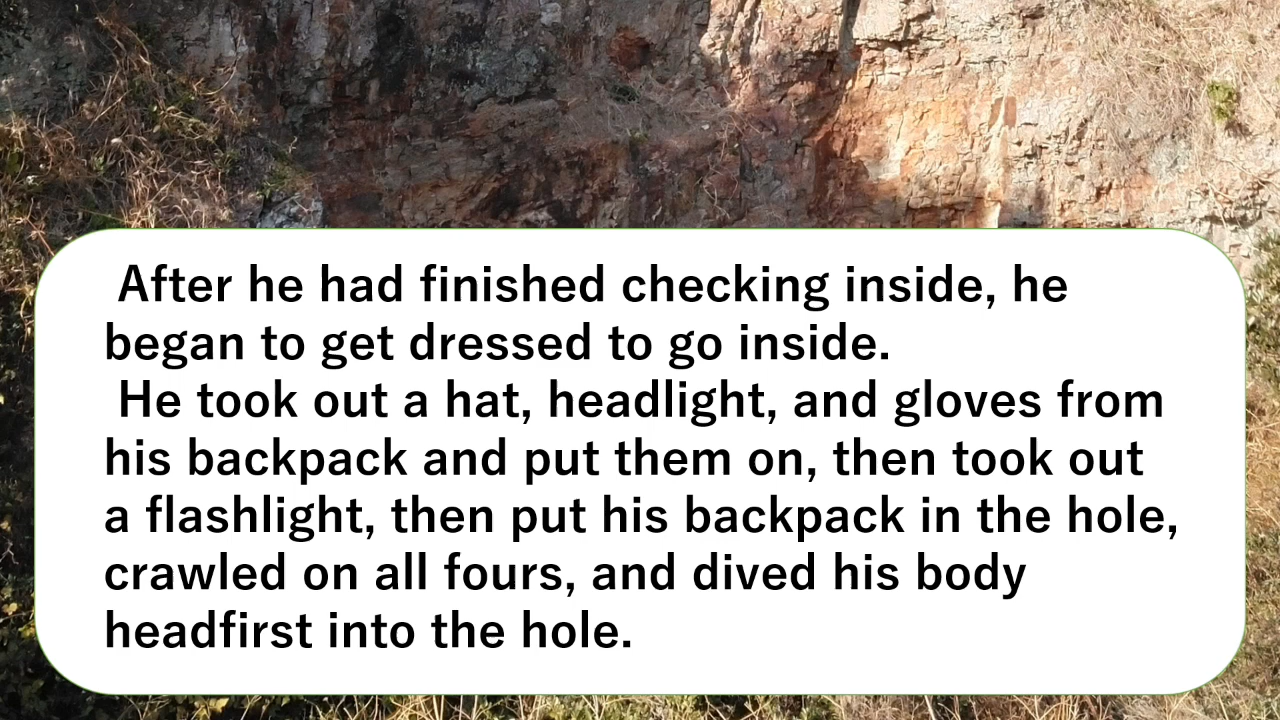 After he had finished checking inside, he
began to get dressed to go inside.
He took out a hat, headlight, and gloves from
his backpack and put them on, then took out
a flashlight, then put his backpack in the hole,
crawled on all fours, and dived his body
headfirst into the hole.